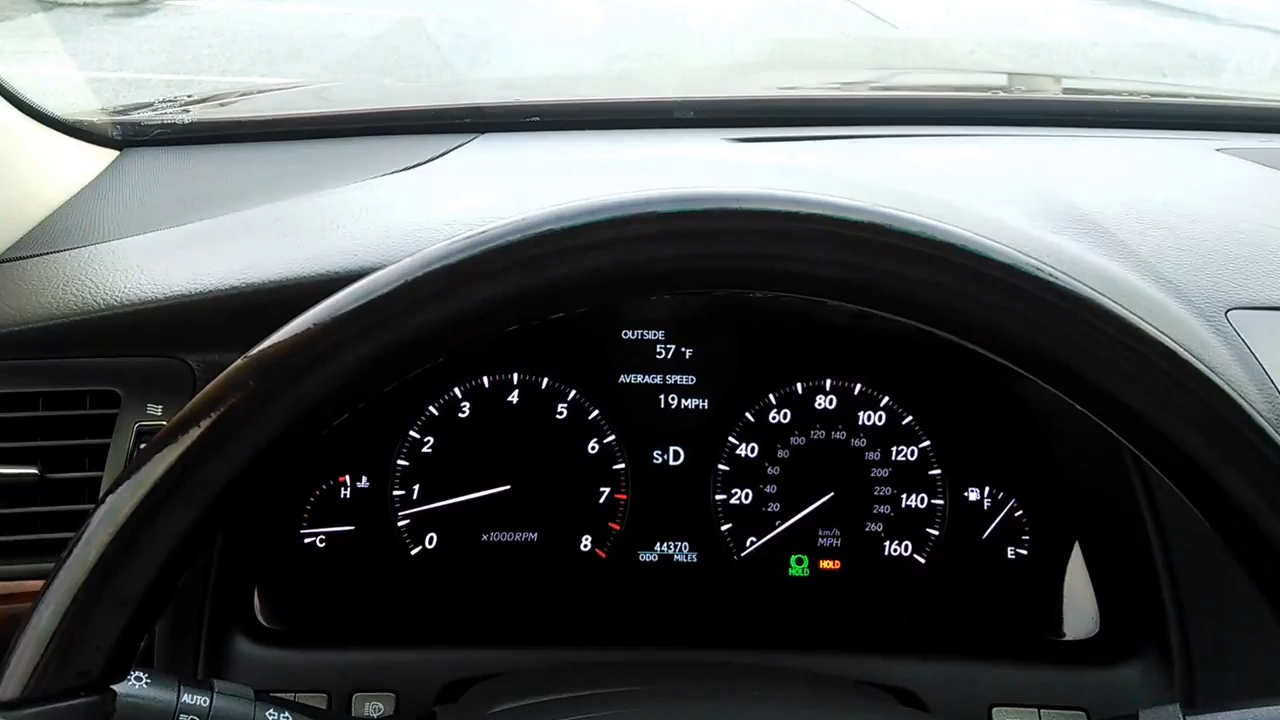 OUTSIDE
57 °F
AVERAGE SPEED
19 MPH
S·D
44370
ODO MILES
H
C
0
1
2
3
4
5
6
7
8
×1000RPM
20
40
60
80
100
120
140
160
20
40
60
80
100
120
140
160
180
200
220
240
260
km/h
MPH
HOLD
HOLD
F
E
AUTO